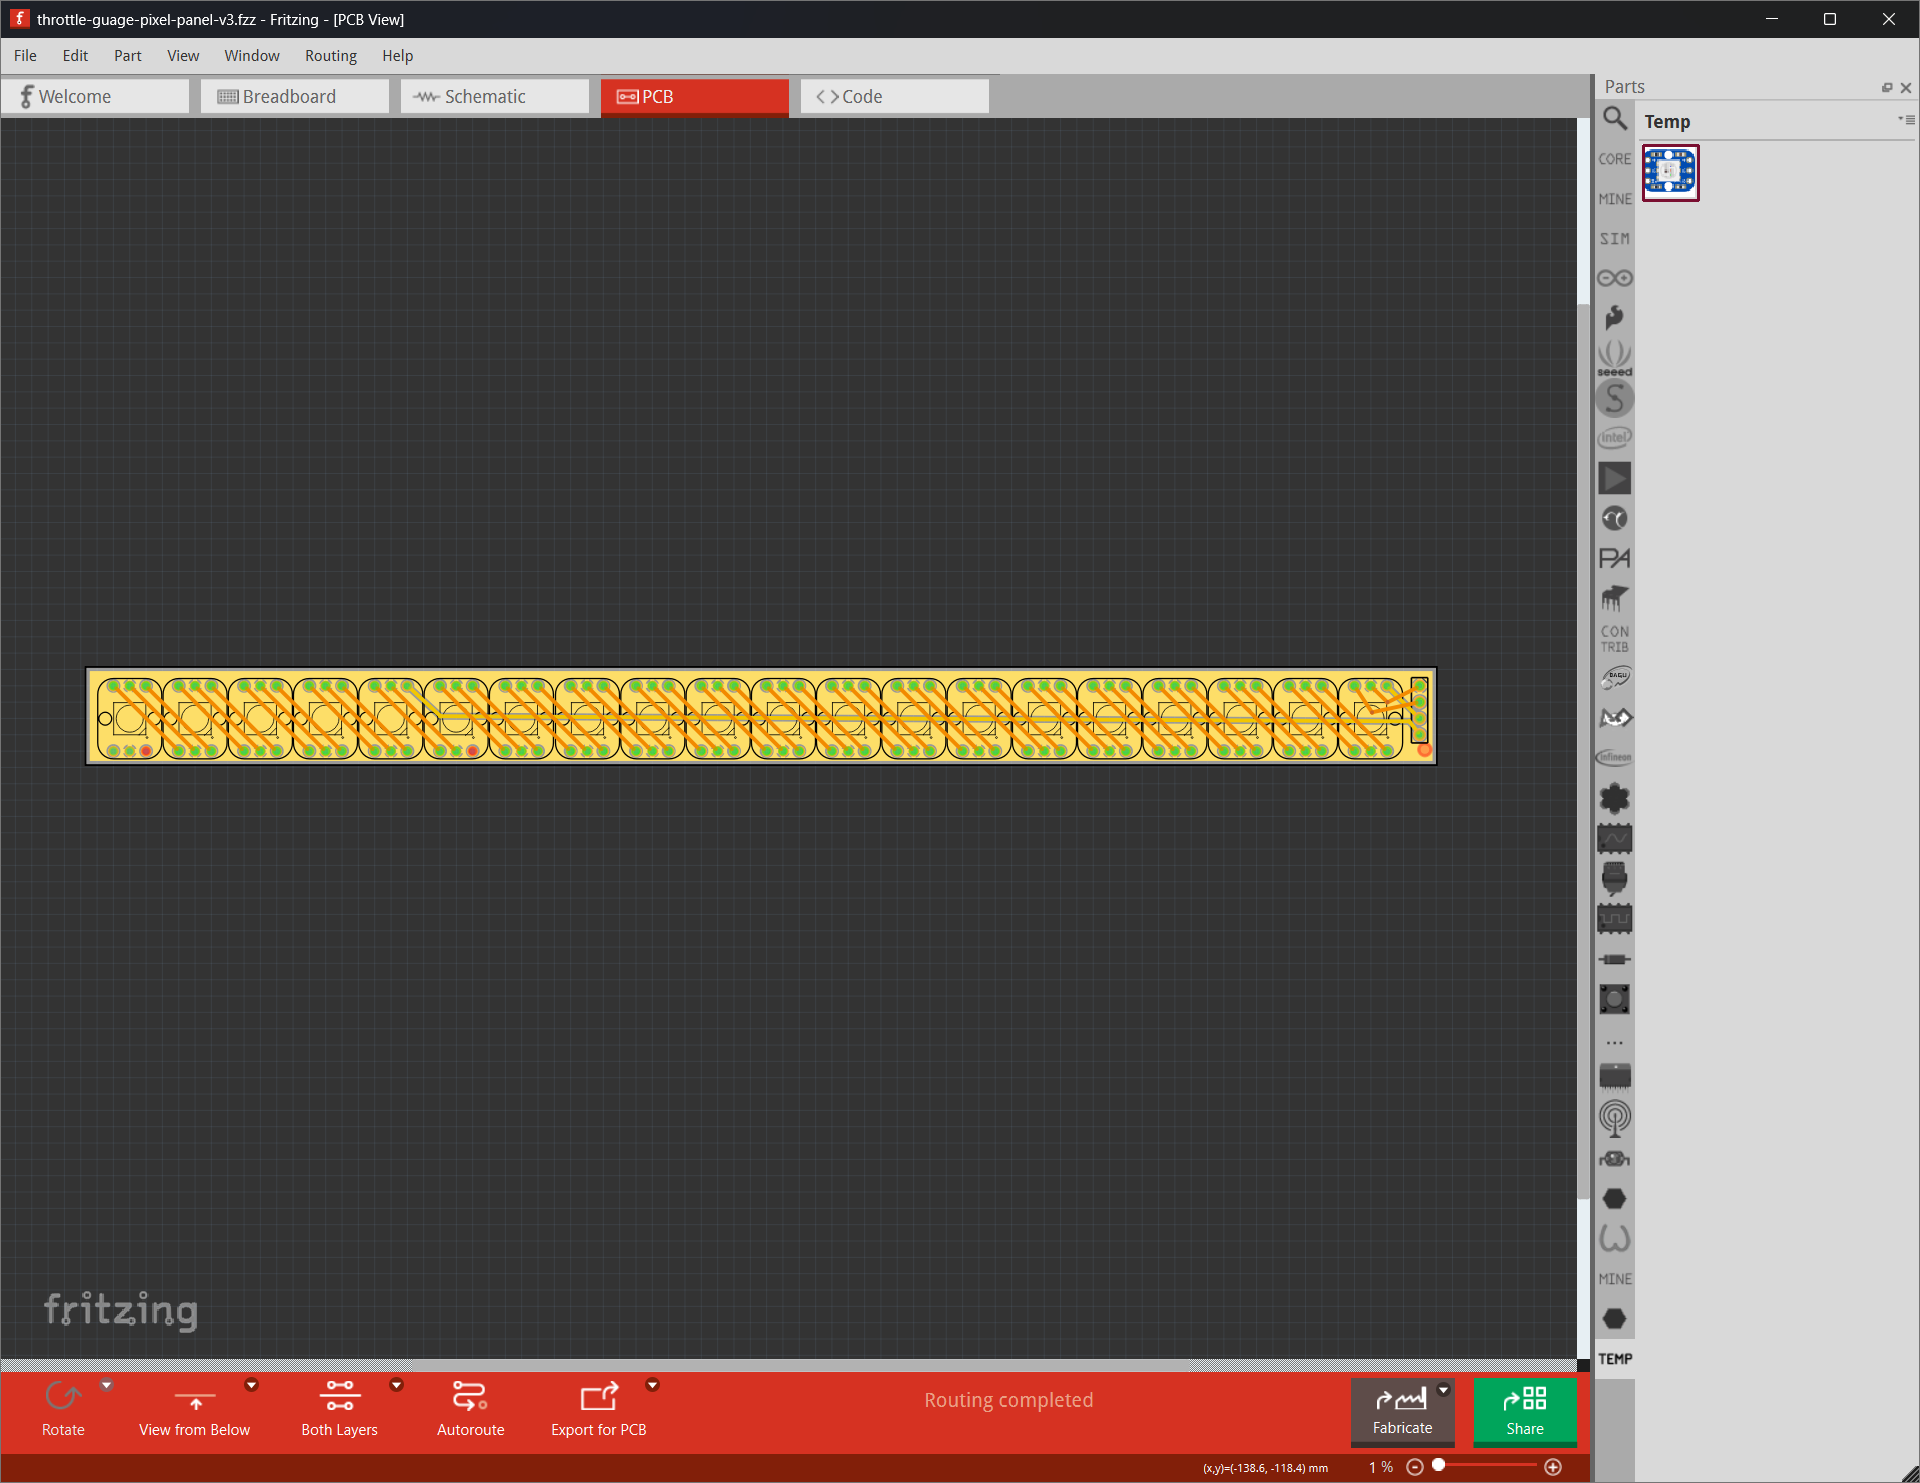 throttle-guage-pixel-panel-v3.fzz - Fritzing - [PCB View]
File Edit Part View Window Routing Help
Welcome Breadboard Schematic PCB Code
Parts
Temp
CORE
MINE
SIM
seeed
intel
PA
CON
TRIB
BAGU
infineon
MINE
TEMP
fritzing
Rotate View from Below Both Layers Autoroute Export for PCB
Routing completed
Fabricate Share
(x,y)=(-138.6, -118.4) mm 1 %